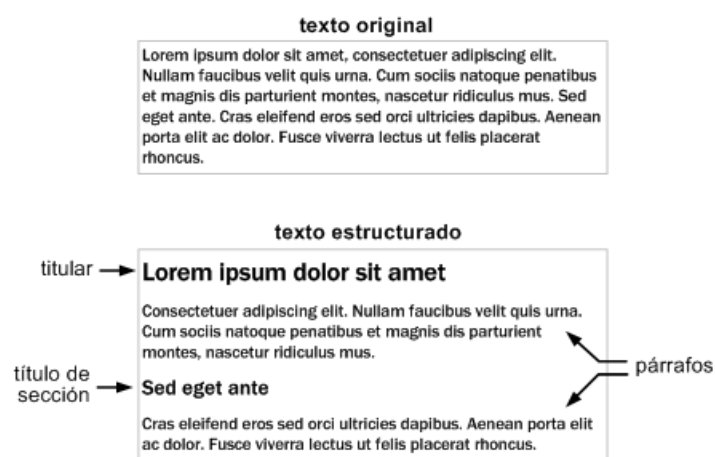 texto original
Lorem ipsum dolor sit amet, consectetuer adipiscing elit.
Nullam faucibus velit quis urna. Cum sociis natoque penatibus
et magnis dis parturient montes, nascetur ridiculus mus. Sed
eget ante. Cras eleifend eros sed orci ultricies dapibus. Aenean
porta elit ac dolor. Fusce viverra lectus ut felis placerat
rhoncus.
texto estructurado
titular
Lorem ipsum dolor sit amet
Consectetuer adipiscing elit. Nullam faucibus velit quis urna.
Cum sociis natoque penatibus et magnis dis parturient
montes, nascetur ridiculus mus.
párrafos
título de
sección
Sed eget ante
Cras eleifend eros sed orci ultricies dapibus. Aenean porta elit
ac dolor. Fusce viverra lectus ut felis placerat rhoncus.